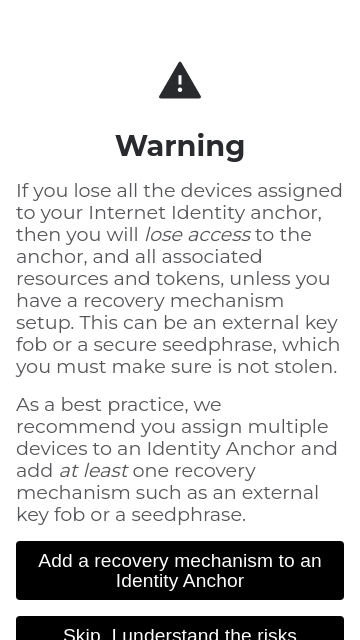 Warning
If you lose all the devices assigned
to your Internet Identity anchor,
then you will lose access to the
anchor, and all associated
resources and tokens, unless you
have a recovery mechanism
setup. This can be an external key
fob or a secure seedphrase, which
you must make sure is not stolen.
As a best practice, we
recommend you assign multiple
devices to an Identity Anchor and
add at least one recovery
mechanism such as an external
key fob or a seedphrase.
Add a recovery mechanism to an
Identity Anchor
Skip, I understand the risks